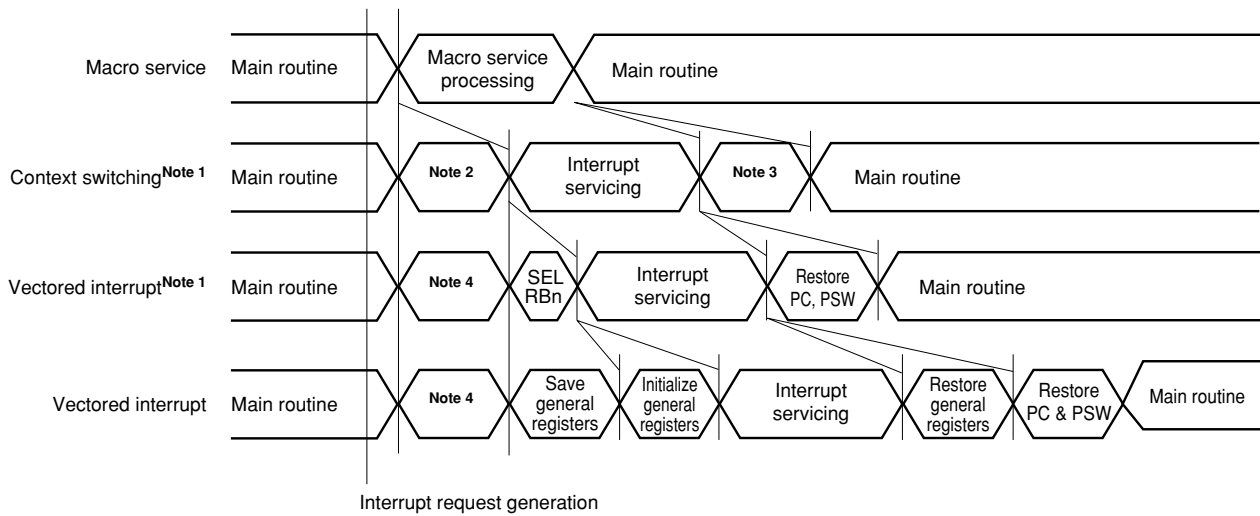 Macro service Main routine Macro service processing Main routine
Context switching Note 1 Main routine Note 2 Interrupt servicing Note 3 Main routine
Vectored interrupt Note 1 Main routine Note 4 SEL RBn Interrupt servicing Restore PC, PSW Main routine
Vectored interrupt Main routine Note 4 Save general registers Initialize general registers Interrupt servicing Restore general registers Restore PC & PSW Main routine
Interrupt request generation